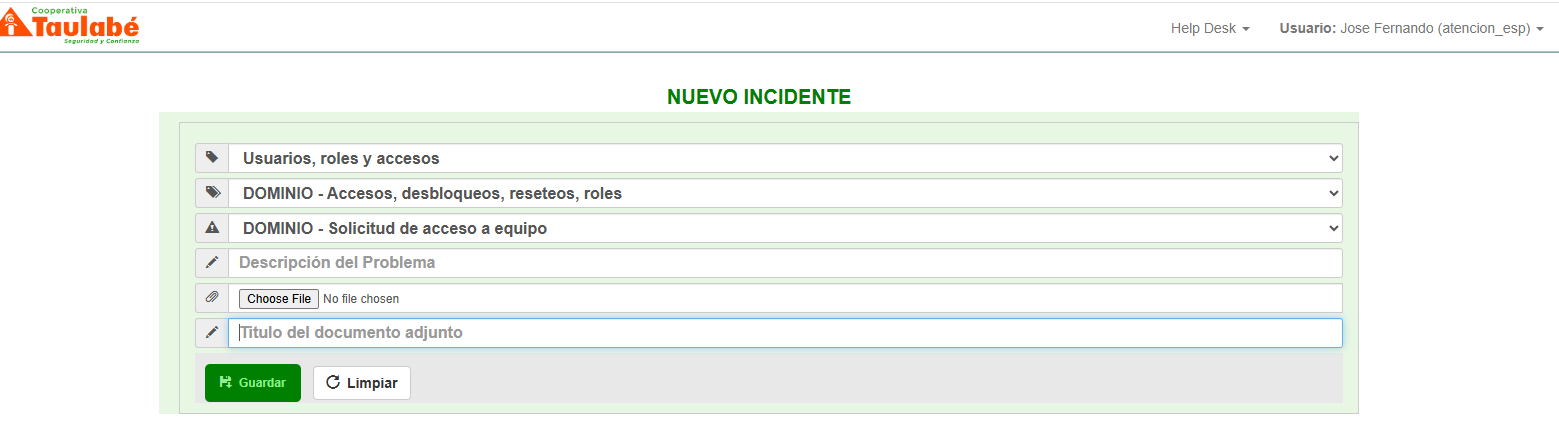 Cooperativa
Taulabé
Seguridad y Confianza
Help Desk
Usuario: Jose Fernando (atencion_esp)
NUEVO INCIDENTE
Usuarios, roles y accesos
DOMINIO - Accesos, desbloqueos, reseteos, roles
DOMINIO - Solicitud de acceso a equipo
Descripción del Problema
Choose File No file chosen
Titulo del documento adjunto
Guardar
Limpiar